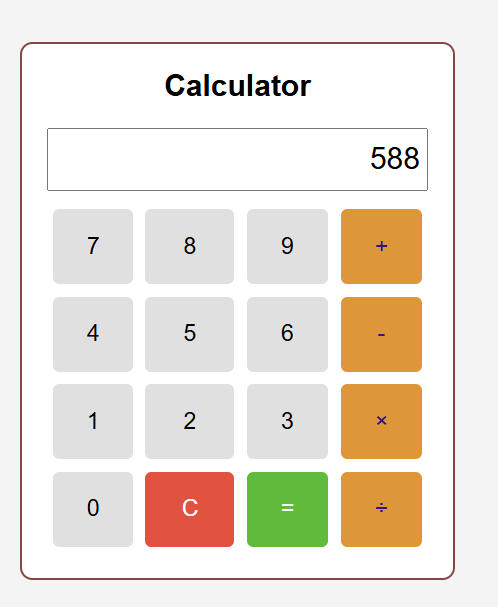 Calculator
588
7 8 9 +
4 5 6 -
1 2 3 ×
0 C = ÷